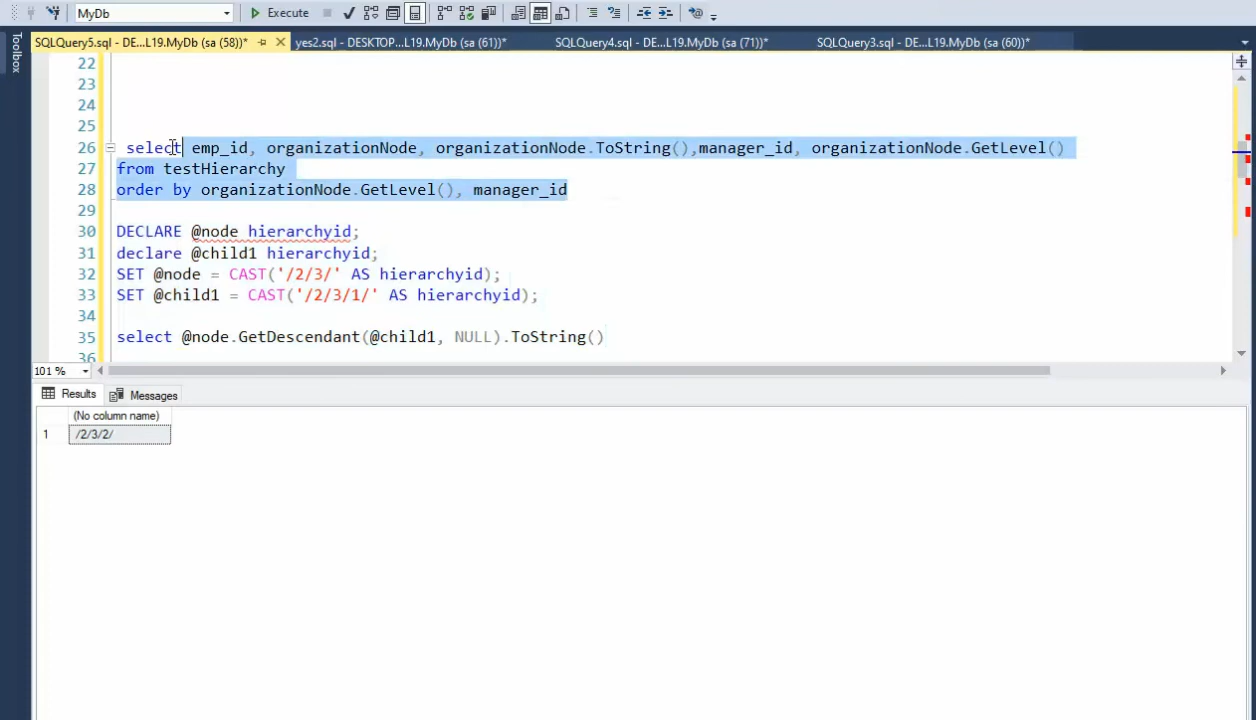 MyDb
Execute
Toolbox
SQLQuery5.sql - DE...L19.MyDb (sa (58))*
yes2.sql - DESKTOP...L19.MyDb (sa (61))*
SQLQuery4.sql - DE...L19.MyDb (sa (71))*
SQLQuery3.sql - DE...L19.MyDb (sa (60))*
22
23
24
25
26 select emp_id, organizationNode, organizationNode.ToString(),manager_id, organizationNode.GetLevel()
27 from testHierarchy
28 order by organizationNode.GetLevel(), manager_id
29
30 DECLARE @node hierarchyid;
31 declare @child1 hierarchyid;
32 SET @node = CAST('/2/3/' AS hierarchyid);
33 SET @child1 = CAST('/2/3/1/' AS hierarchyid);
34
35 select @node.GetDescendant(@child1, NULL).ToString()
36
101 %
Results
Messages
(No column name)
1 /2/3/2/